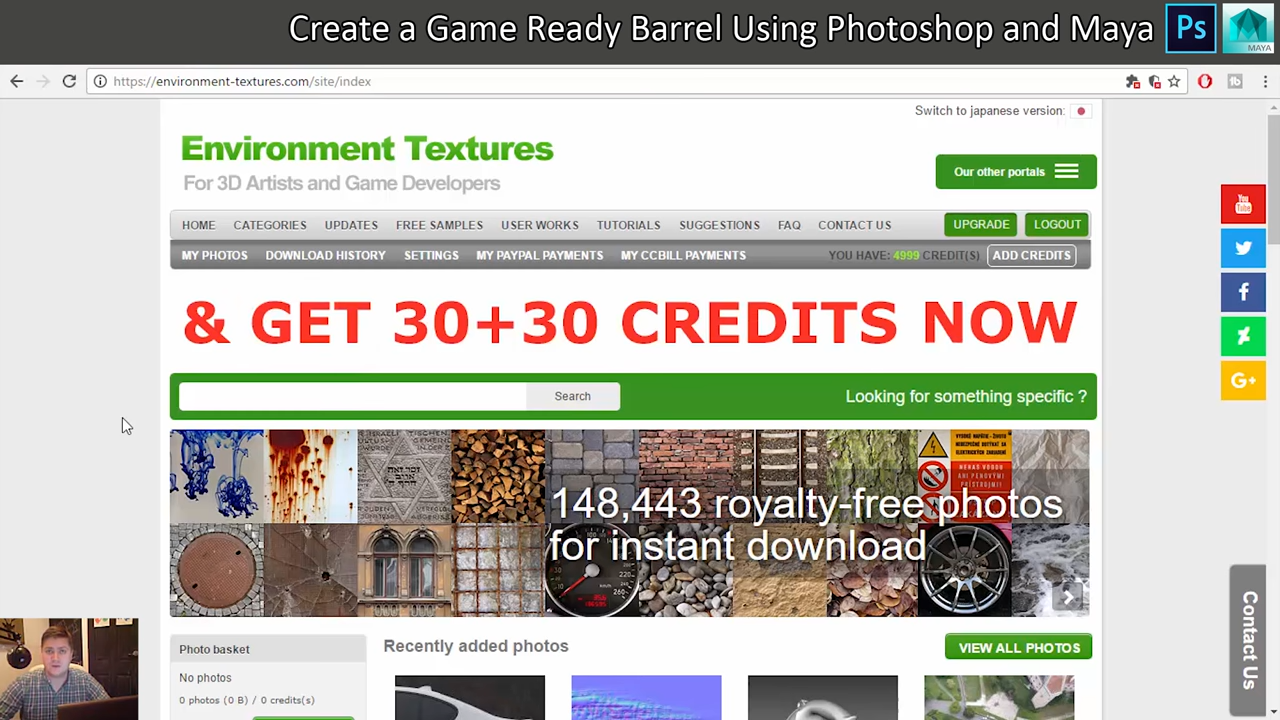 Create a Game Ready Barrel Using Photoshop and Maya
Ps
MAYA
https://environment-textures.com/site/index
Switch to japanese version:
Environment Textures
For 3D Artists and Game Developers
Our other portals
HOME CATEGORIES UPDATES FREE SAMPLES USER WORKS TUTORIALS SUGGESTIONS FAQ CONTACT US UPGRADE LOGOUT
MY PHOTOS DOWNLOAD HISTORY SETTINGS MY PAYPAL PAYMENTS MY CCBILL PAYMENTS YOU HAVE: 4999 CREDIT(S) ADD CREDITS
& GET 30+30 CREDITS NOW
You Tube
Search
Looking for something specific ?
G+
148,443 royalty-free photos
for instant download
Contact Us
Photo basket
No photos
0 photos (0 B) / 0 credits(s)
Recently added photos
VIEW ALL PHOTOS